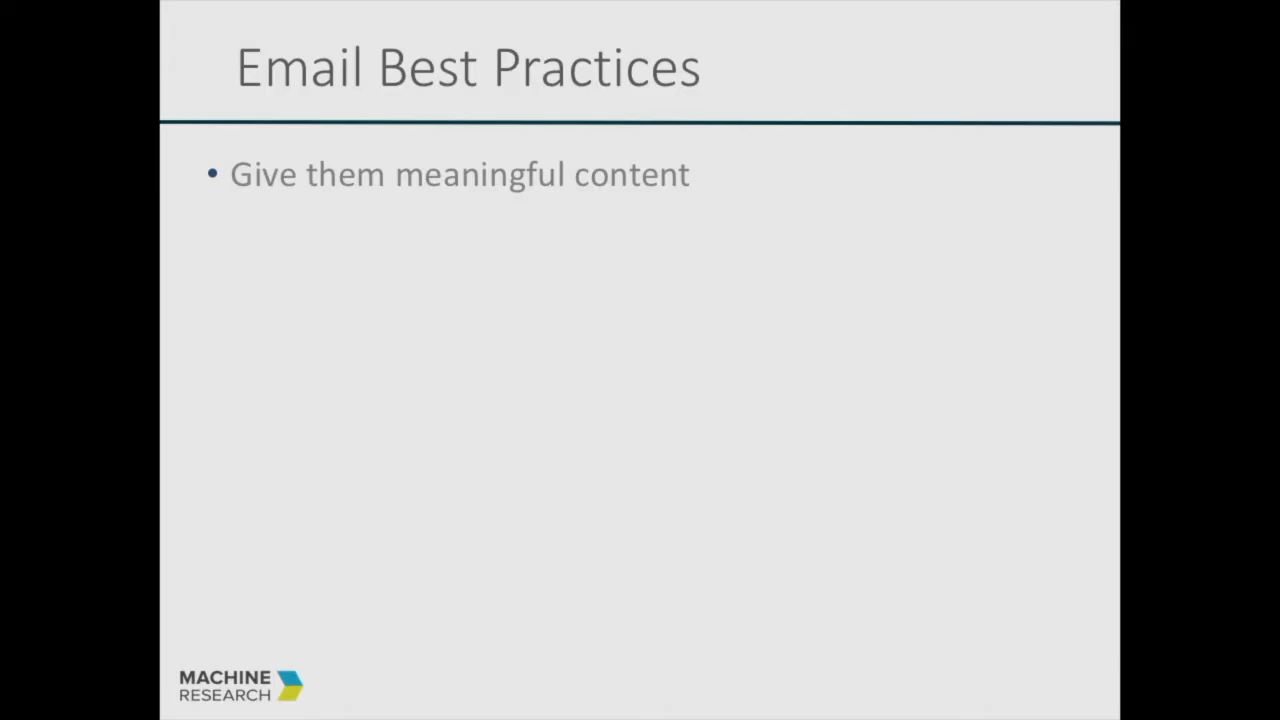 Email Best Practices
• Give them meaningful content
MACHINE
RESEARCH